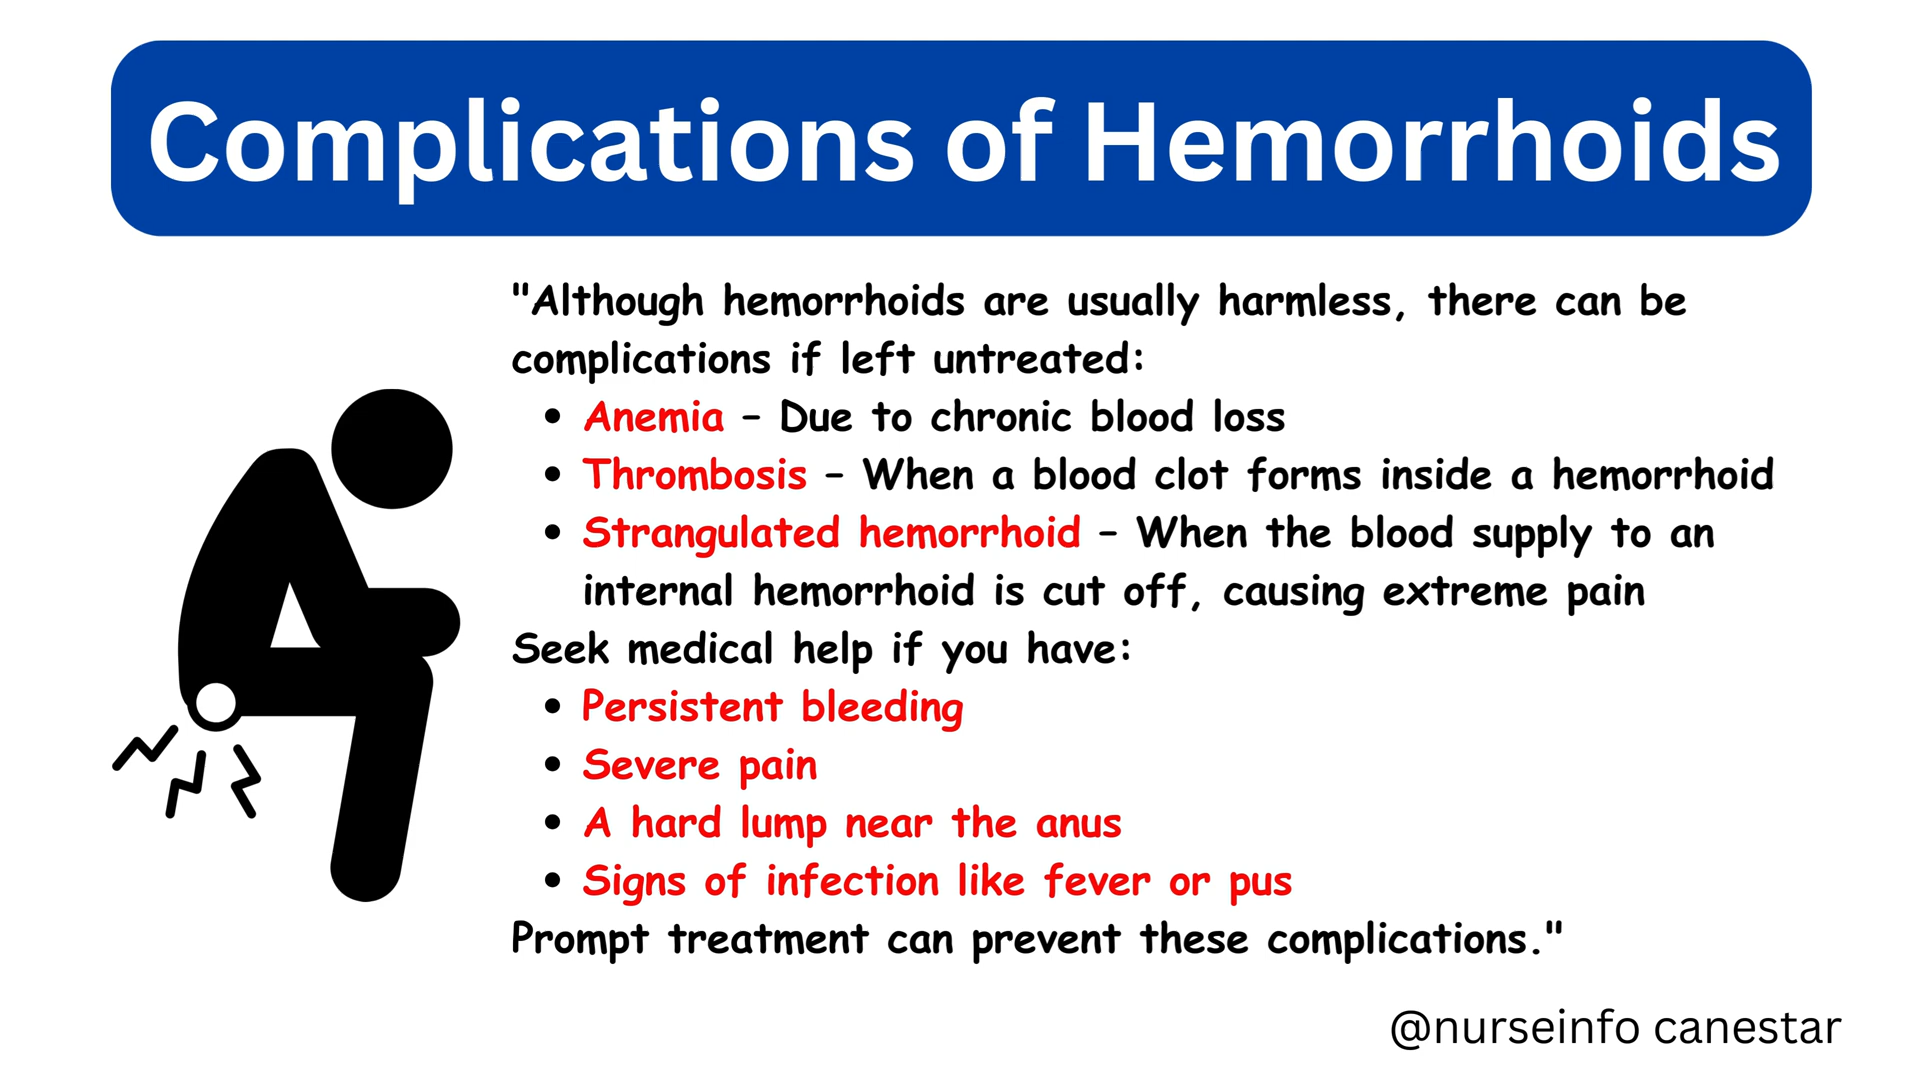 Complications of Hemorrhoids
"Although hemorrhoids are usually harmless, there can be
complications if left untreated:
• Anemia – Due to chronic blood loss
• Thrombosis – When a blood clot forms inside a hemorrhoid
• Strangulated hemorrhoid – When the blood supply to an
internal hemorrhoid is cut off, causing extreme pain
Seek medical help if you have:
• Persistent bleeding
• Severe pain
• A hard lump near the anus
• Signs of infection like fever or pus
Prompt treatment can prevent these complications."
@nurseinfo canestar